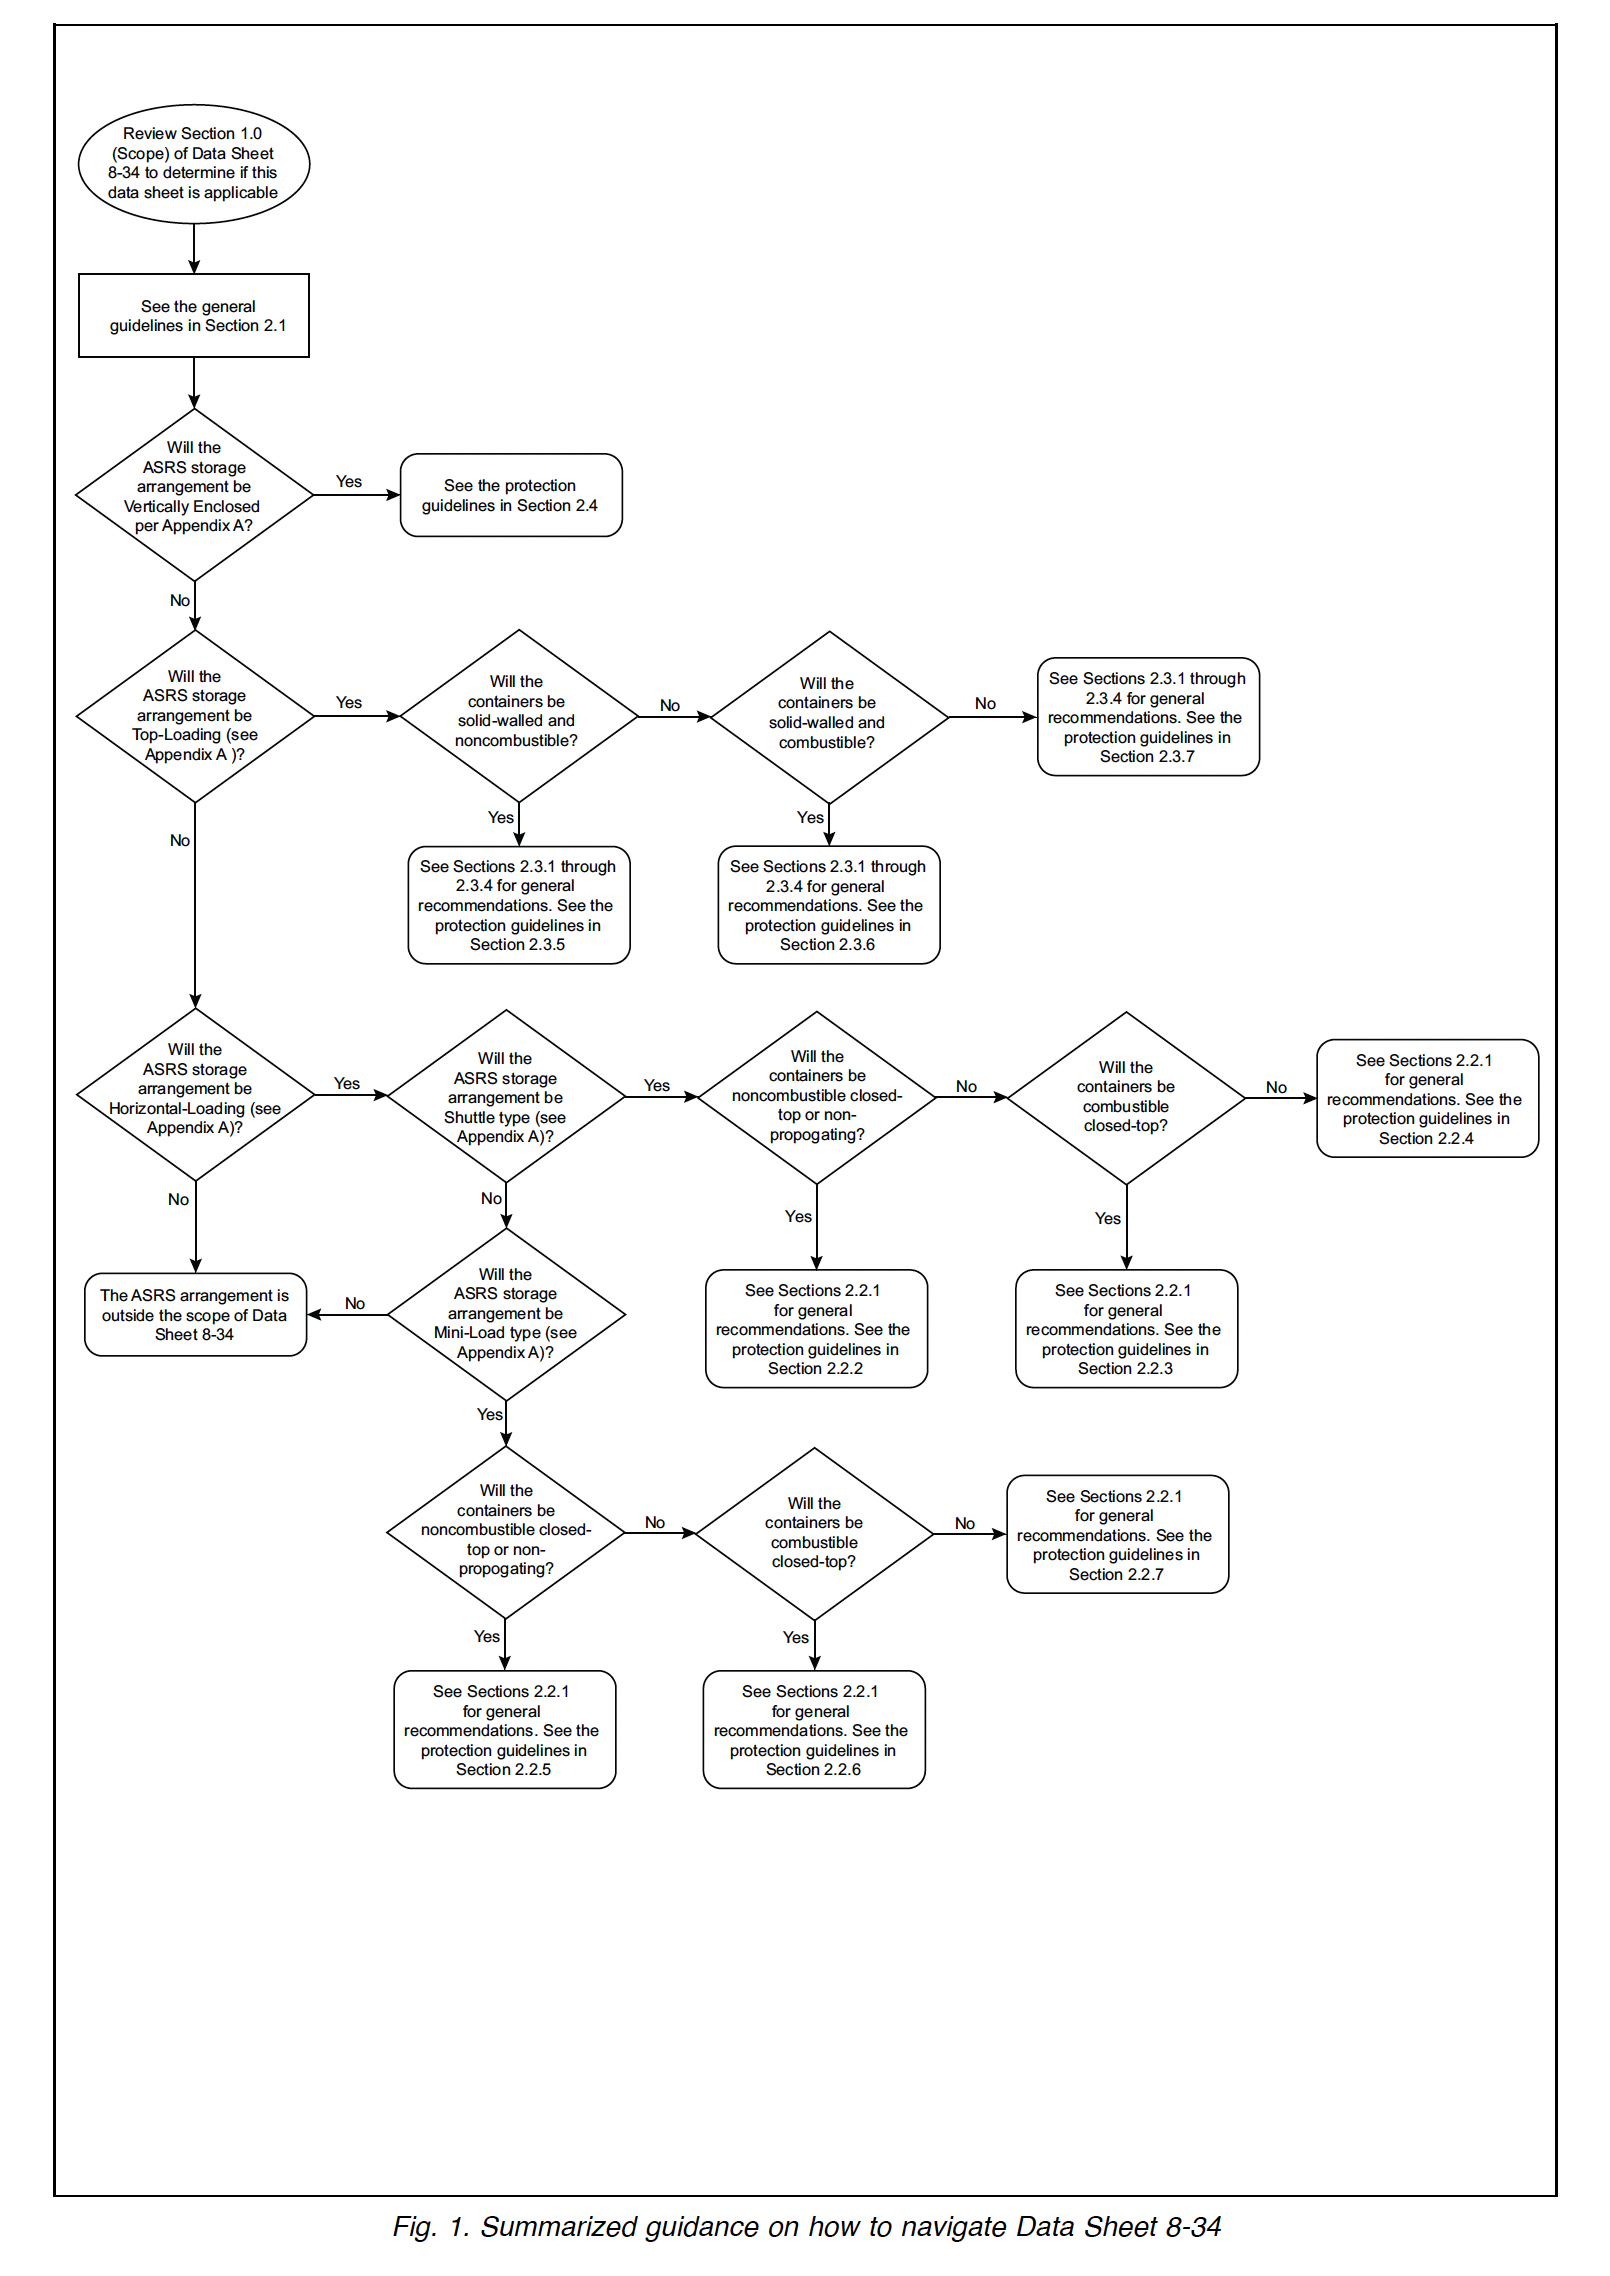 Review Section 1.0
(Scope) of Data Sheet
8-34 to determine if this
data sheet is applicable
See the general
guidelines in Section 2.1
Will the
ASRS storage
arrangement be
Vertically Enclosed
per Appendix A?
Yes
See the protection
guidelines in Section 2.4
No
Will the
ASRS storage
arrangement be
Top-Loading (see
Appendix A )?
Yes
Will the
containers be
solid-walled and
noncombustible?
No
Will the
containers be
solid-walled and
combustible?
No
See Sections 2.3.1 through
2.3.4 for general
recommendations. See the
protection guidelines in
Section 2.3.7
Yes
See Sections 2.3.1 through
2.3.4 for general
recommendations. See the
protection guidelines in
Section 2.3.5
Yes
See Sections 2.3.1 through
2.3.4 for general
recommendations. See the
protection guidelines in
Section 2.3.6
No
Will the
ASRS storage
arrangement be
Horizontal-Loading (see
Appendix A)?
Yes
Will the
ASRS storage
arrangement be
Shuttle type (see
Appendix A)?
Yes
Will the
containers be
noncombustible closed-
top or non-
propogating?
No
Will the
containers be
combustible
closed-top?
No
See Sections 2.2.1
for general
recommendations. See the
protection guidelines in
Section 2.2.4
No
The ASRS arrangement is
outside the scope of Data
Sheet 8-34
No
No
Will the
ASRS storage
arrangement be
Mini-Load type (see
Appendix A)?
Yes
See Sections 2.2.1
for general
recommendations. See the
protection guidelines in
Section 2.2.2
Yes
See Sections 2.2.1
for general
recommendations. See the
protection guidelines in
Section 2.2.3
Yes
Will the
containers be
noncombustible closed-
top or non-
propogating?
No
Will the
containers be
combustible
closed-top?
No
See Sections 2.2.1
for general
recommendations. See the
protection guidelines in
Section 2.2.7
Yes
See Sections 2.2.1
for general
recommendations. See the
protection guidelines in
Section 2.2.5
Yes
See Sections 2.2.1
for general
recommendations. See the
protection guidelines in
Section 2.2.6
Fig. 1. Summarized guidance on how to navigate Data Sheet 8-34